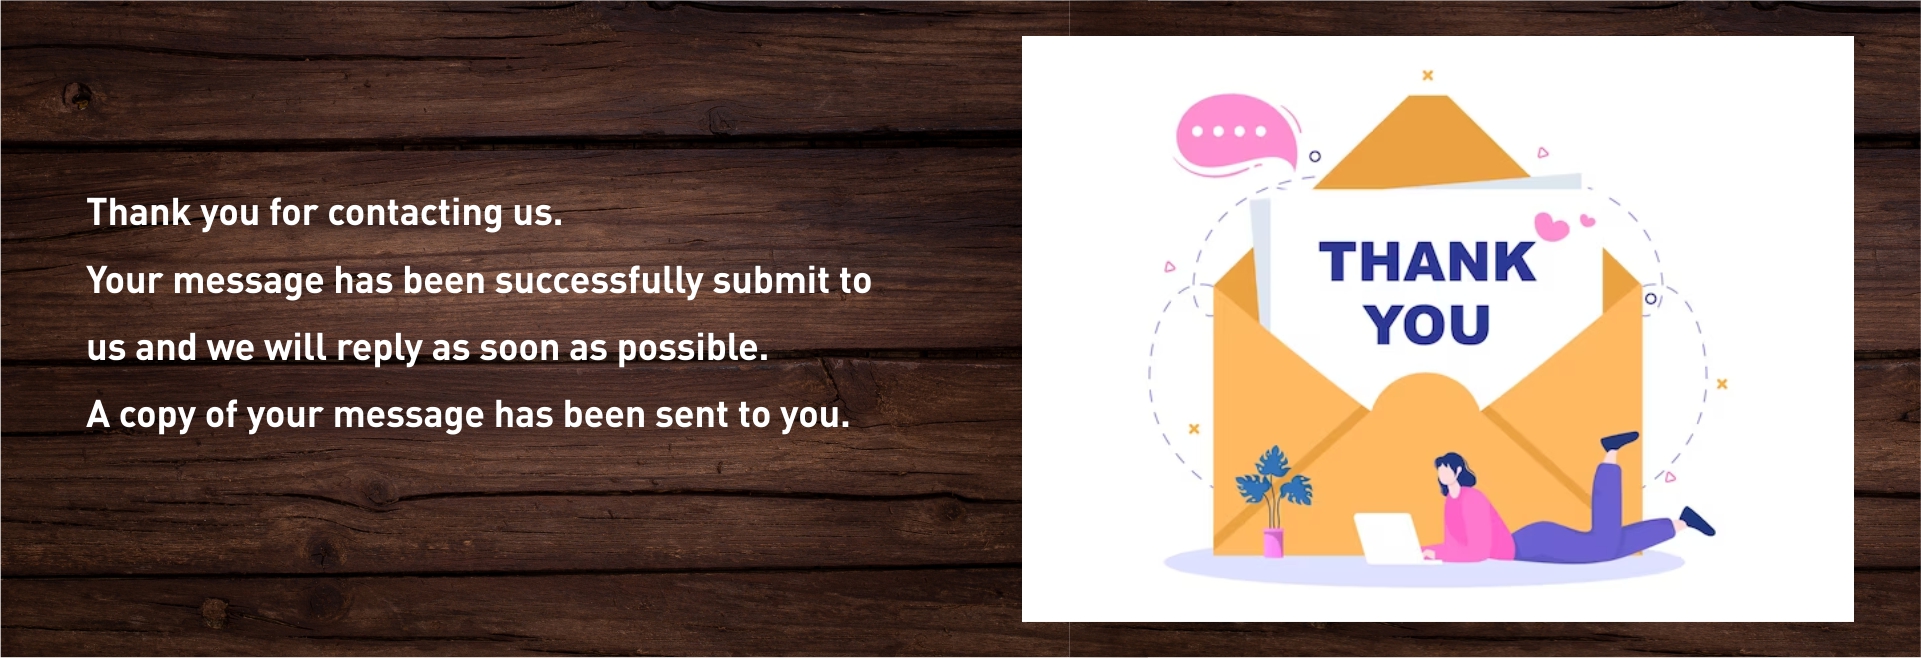 Thank you for contacting us.
Your message has been successfully submit to
us and we will reply as soon as possible.
A copy of your message has been sent to you.
THANK
YOU